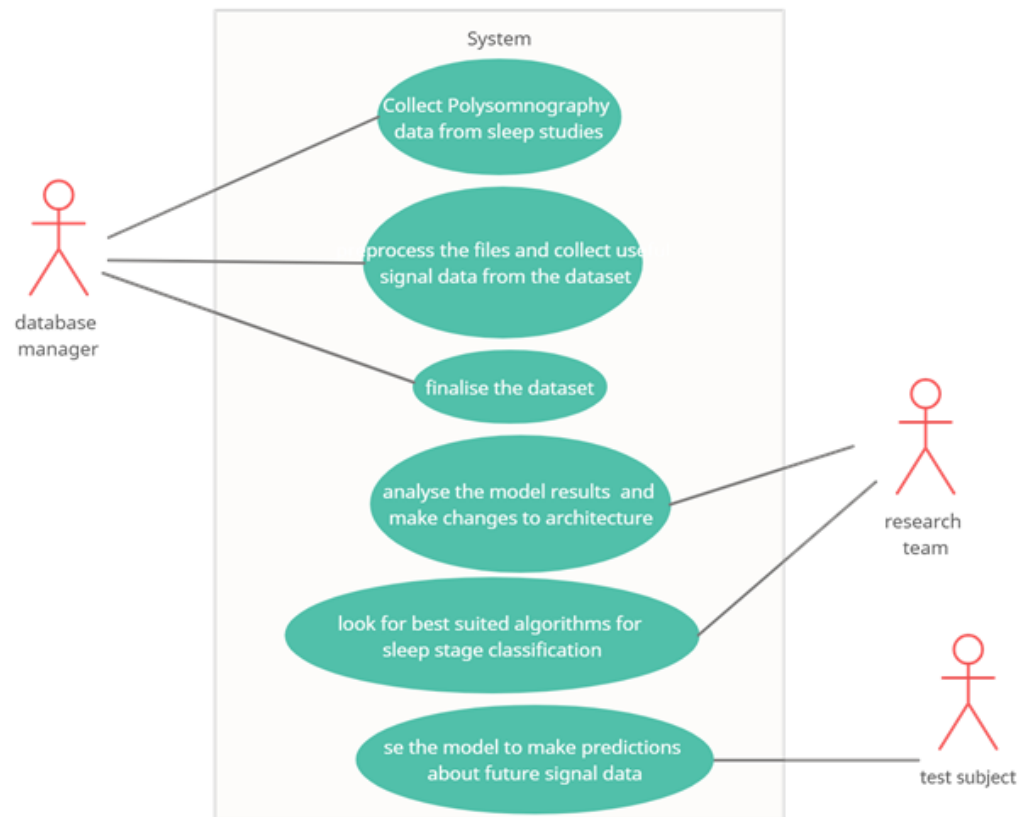 System
Collect Polysomnography
data from sleep studies
eprocess the files and collect use
signal data from the dataset
database
manager
finalise the dataset
analyse the model results and
make changes to architecture
research
team
look for best suited algorithms for
sleep stage classification
se the model to make predictions
about future signal data
test subject